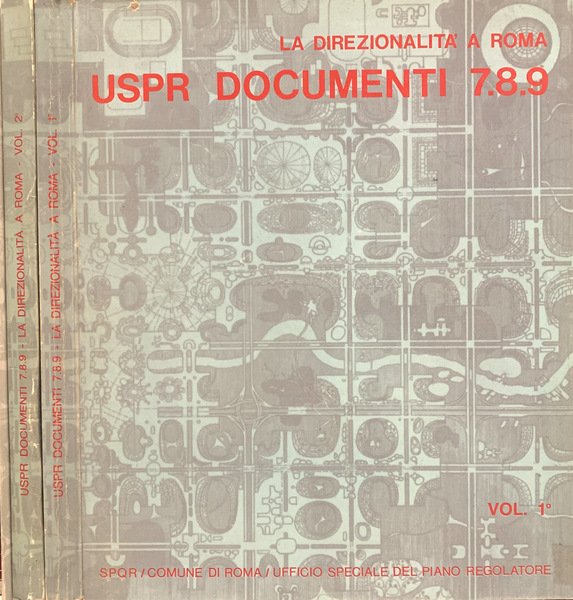 LA DIREZIONALITA' A ROMA
USPR DOCUMENTI 7.8.9
VOL. 1°
SPQR/COMUNE DI ROMA/UFFICIO SPECIALE DEL PIANO REGOLATORE
USPR DOCUMENTI 7.8.9 - LA DIREZIONALITÀ A ROMA - VOL. 2°
USPR DOCUMENTI 7.8.9 - LA DIREZIONALITÀ A ROMA - VOL. 1°